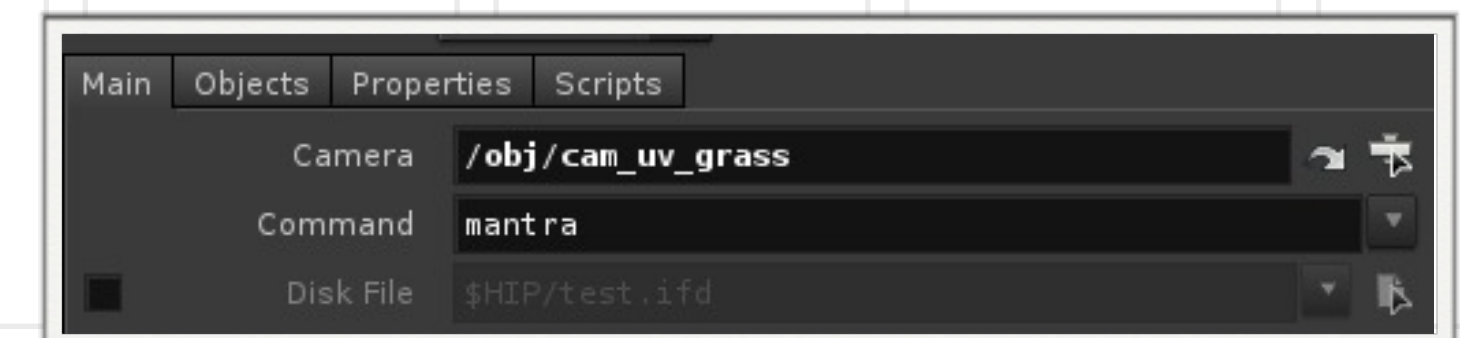 Main Objects Properties Scripts
Camera /obj/cam_uv_grass
Command mantra
Disk File $HIP/test.ifd